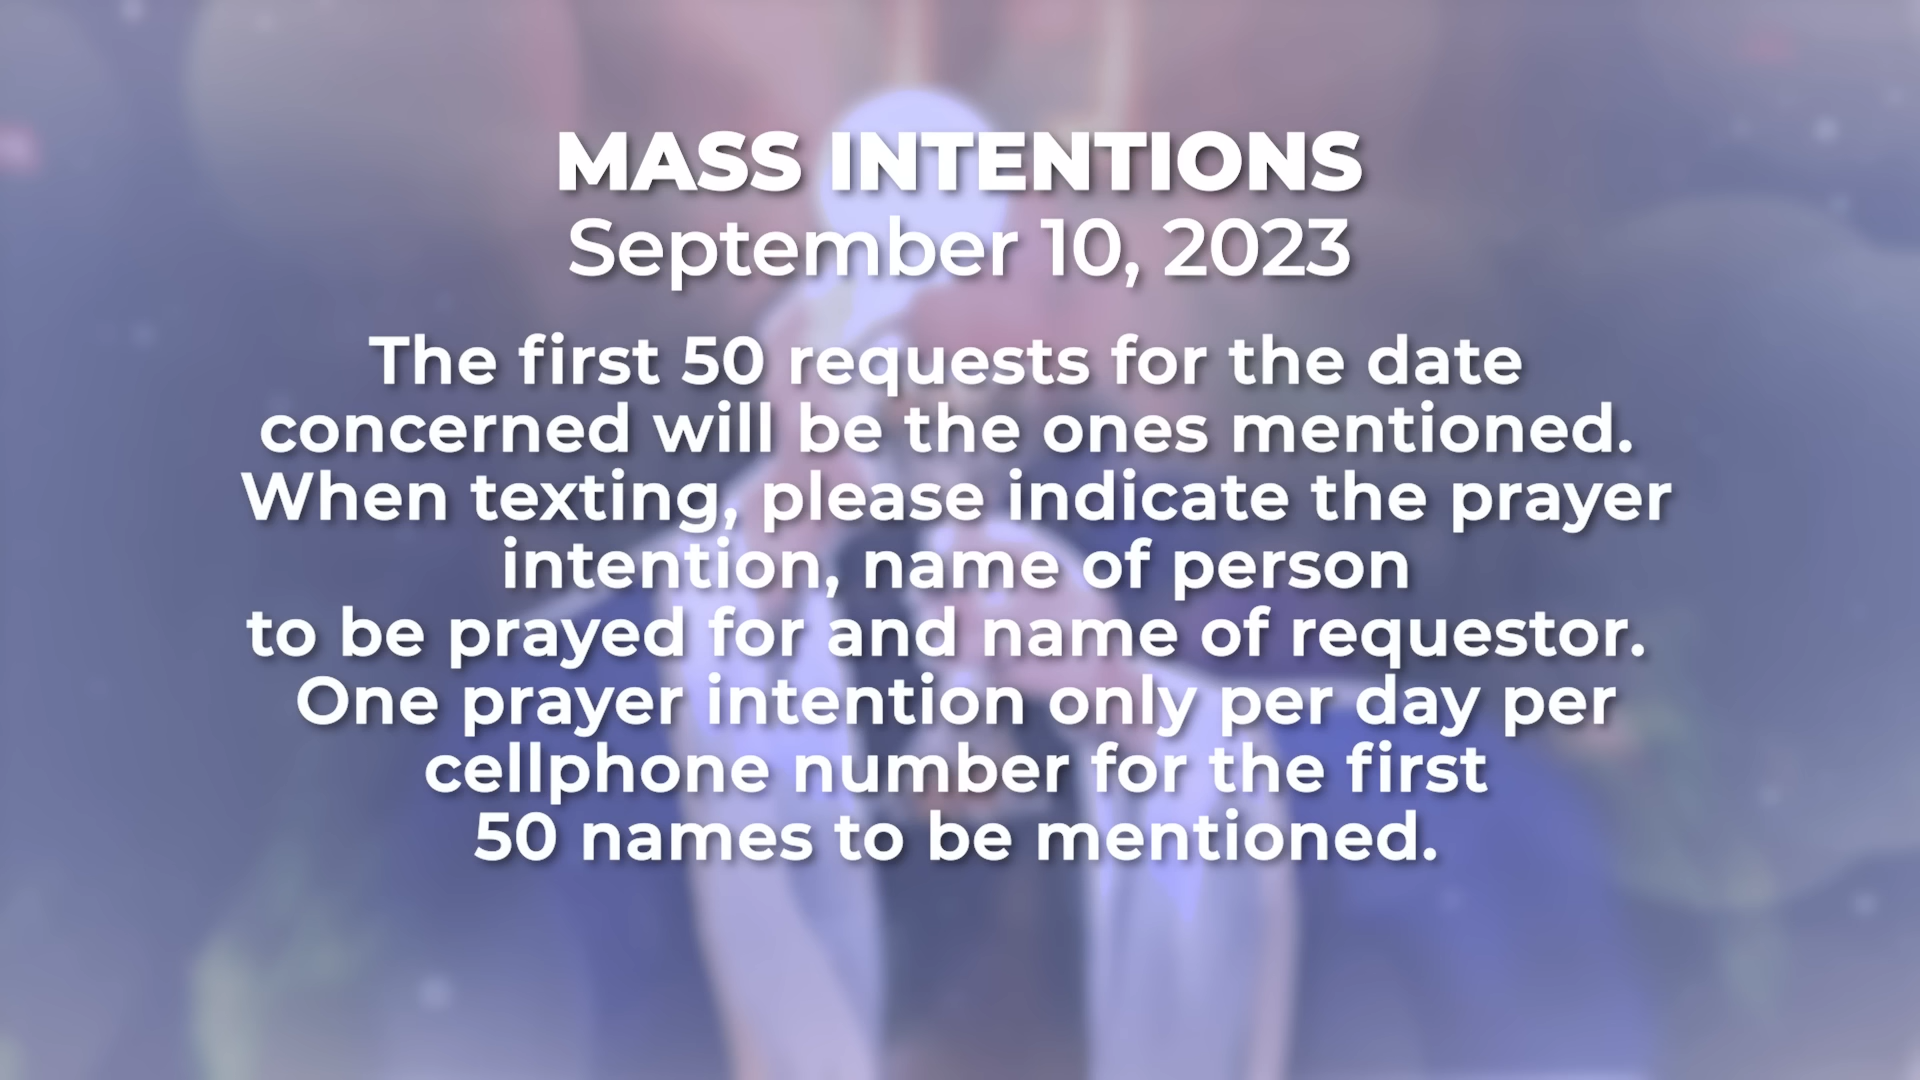 MASS INTENTIONS
September 10, 2023
The first 50 requests for the date
concerned will be the ones mentioned.
When texting, please indicate the prayer
intention, name of person
to be prayed for and name of requestor.
One prayer intention only per day per
cellphone number for the first
50 names to be mentioned.